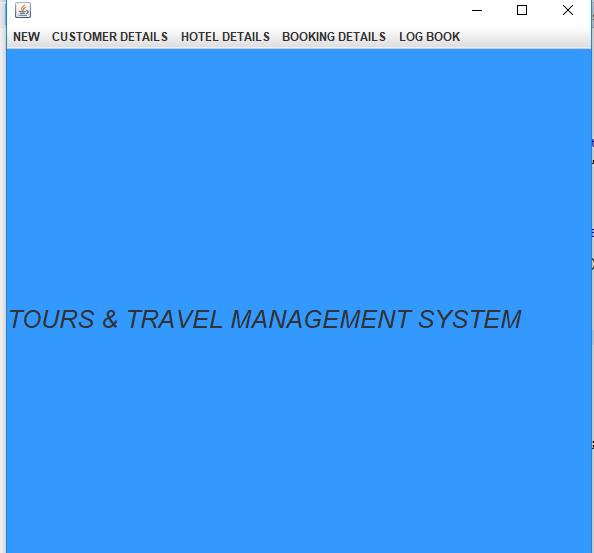 NEW CUSTOMER DETAILS HOTEL DETAILS BOOKING DETAILS LOG BOOK
TOURS & TRAVEL MANAGEMENT SYSTEM